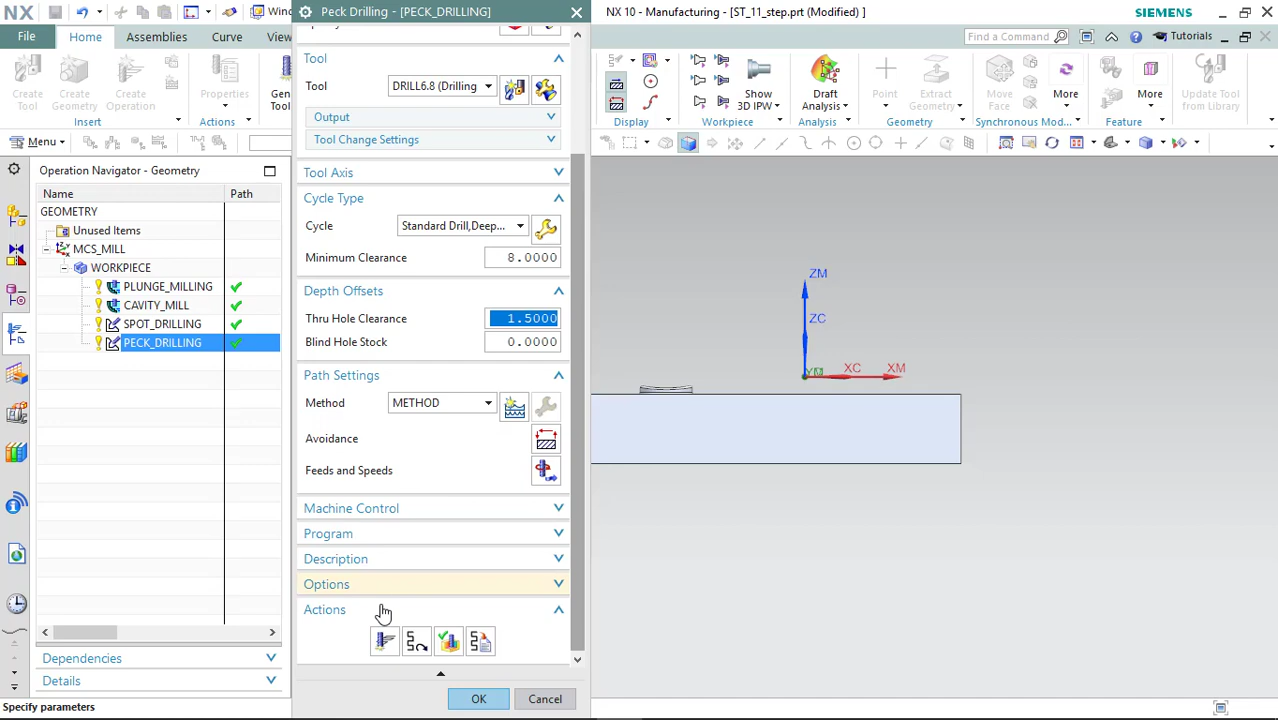 NX
Wind
Peck Drilling - [PECK_DRILLING]
NX 10 - Manufacturing - [ST_11_step.prt (Modified) ]
SIEMENS
File
Home
Assemblies
Curve
View
Find a Command
Tutorials
Create
Tool
Create
Geometry
Create
Operation
Insert
Properties
Actions
Gen
Tool
Tool
Tool
DRILL6.8 (Drilling
Output
Tool Change Settings
Tool Axis
Cycle Type
Cycle
Standard Drill,Deep...
Minimum Clearance
8.0000
Depth Offsets
Thru Hole Clearance
1.5000
Blind Hole Stock
0.0000
Path Settings
Method
METHOD
Avoidance
Feeds and Speeds
Machine Control
Program
Description
Options
Actions
OK
Cancel
Display
Show
3D IPW
Workpiece
Draft
Analysis
Analysis
Point
Extract
Geometry
Geometry
Move
Face
More
Synchronous Mod...
More
Feature
Update Tool
from Library
Menu
Operation Navigator - Geometry
Name
Path
GEOMETRY
Unused Items
MCS_MILL
WORKPIECE
PLUNGE_MILLING
CAVITY_MILL
SPOT_DRILLING
PECK_DRILLING
Dependencies
Details
Specify parameters
ZM
ZC
XC
XM